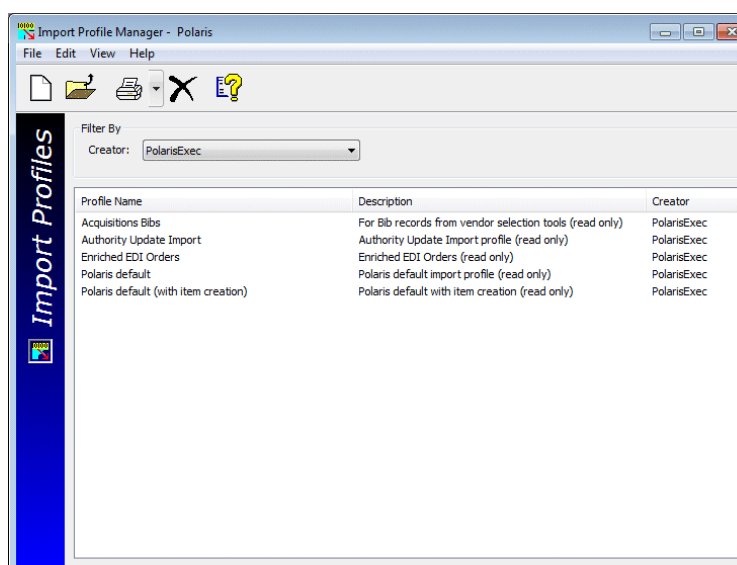 Import Profile Manager - Polaris
File Edit View Help
Filter By
Creator: PolarisExec
Import Profiles
Profile Name Description Creator
Acquisitions Bibs For Bib records from vendor selection tools (read only) PolarisExec
Authority Update Import Authority Update Import profile (read only) PolarisExec
Enriched EDI Orders Enriched EDI Orders (read only) PolarisExec
Polaris default Polaris default import profile (read only) PolarisExec
Polaris default (with item creation) Polaris default with item creation (read only) PolarisExec